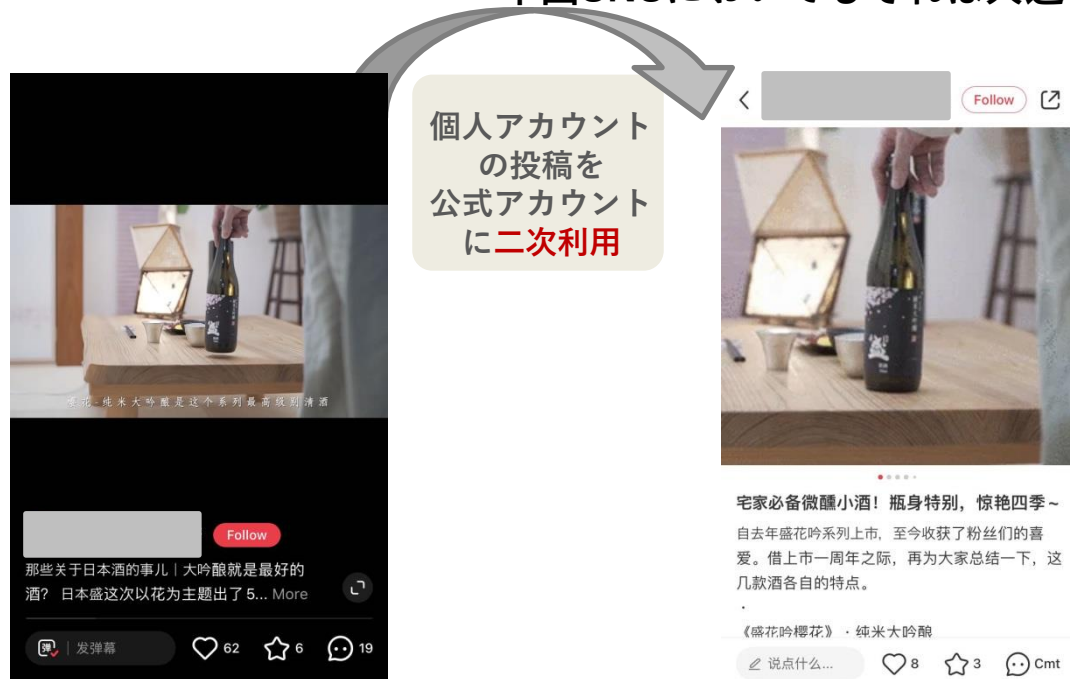 個人アカウント
の投稿を
公式アカウント
に二次利用
樱花-纯米大吟酿是这个系列最高级别清酒
Follow
那些关于日本酒的事儿｜大吟酿就是最好的
酒？ 日本盛这次以花为主题出了 5... More
弹
发弹幕
62
6
19
Follow
宅家必备微醺小酒！瓶身特别，惊艳四季~
自去年盛花吟系列上市，至今收获了粉丝们的喜
爱。借上市一周年之际，再为大家总结一下，这
几款酒各自的特点。
·
《盛花吟樱花》 · 纯米大吟酿
说点什么...
8
3
Cmt